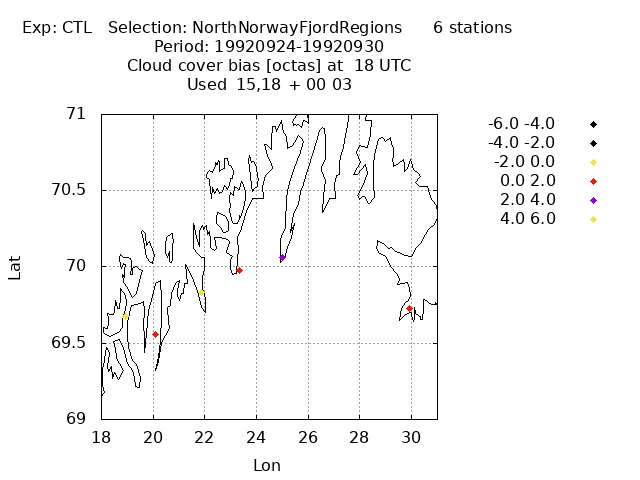 Exp: CTL   Selection: NorthNorwayFjordRegions      6 stations
Period: 19920924-19920930
Cloud cover bias [octas] at  18 UTC
Used  15,18 + 00 03
71
70.5
70
69.5
69
Lat
18 20 22 24 26 28 30
Lon
-6.0 -4.0
-4.0 -2.0
-2.0 0.0
0.0 2.0
2.0 4.0
4.0 6.0